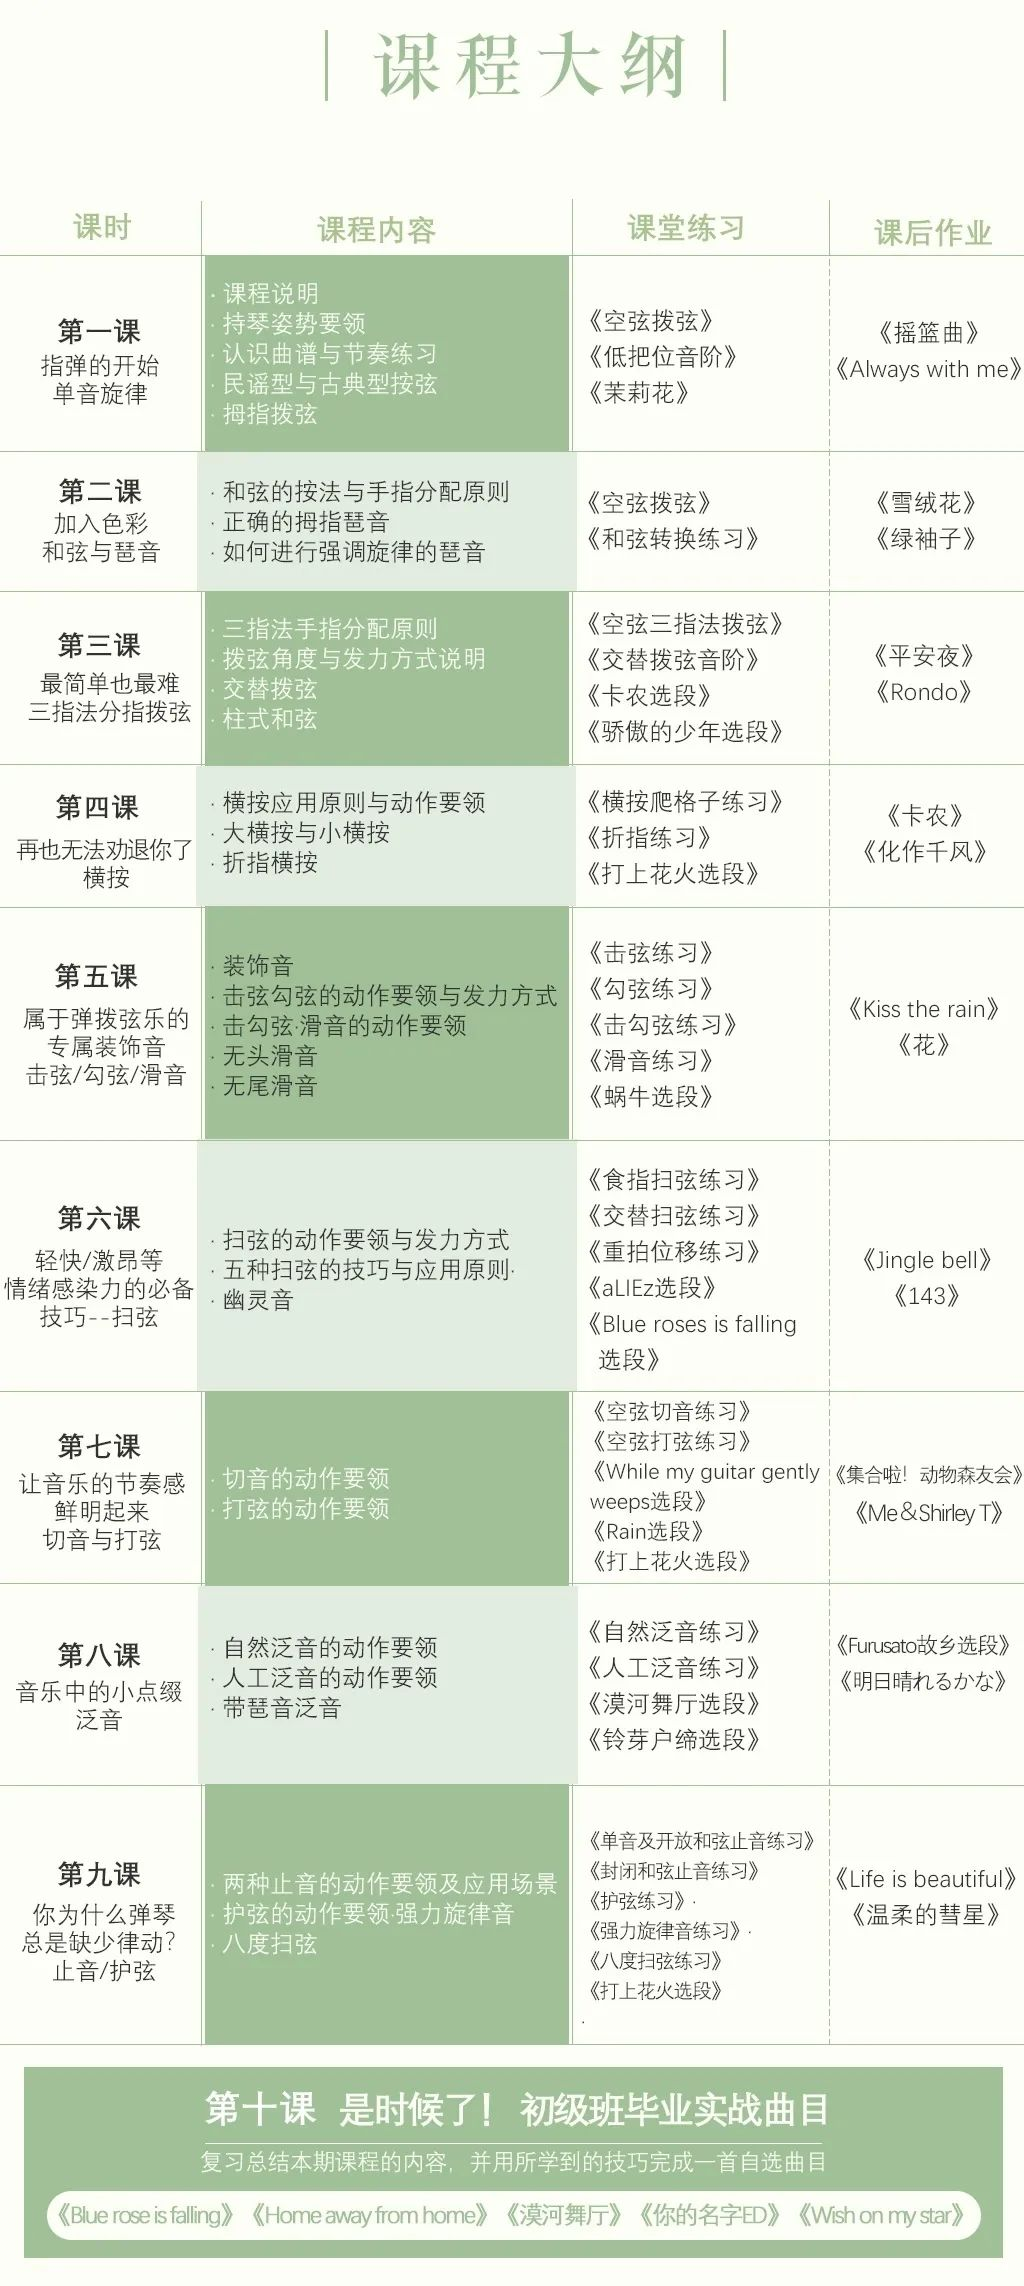 课程大纲
课时
课程内容
课堂练习
课后作业
第一课
指弹的开始
单音旋律
· 课程说明
· 持琴姿势要领
· 认识曲谱与节奏练习
· 民谣型与古典型按弦
· 拇指拨弦
《空弦拨弦》
《低把位音阶》
《茉莉花》
《摇篮曲》
《Always with me》
第二课
加入色彩
和弦与琶音
· 和弦的按法与手指分配原则
· 正确的拇指琶音
· 如何进行强调旋律的琶音
《空弦拨弦》
《和弦转换练习》
《雪绒花》
《绿袖子》
第三课
最简单也最难
三指法分指拨弦
· 三指法手指分配原则
· 拨弦角度与发力方式说明
· 交替拨弦
· 柱式和弦
《空弦三指法拨弦》
《交替拨弦音阶》
《卡农选段》
《骄傲的少年选段》
《平安夜》
《Rondo》
第四课
再也无法劝退你了
横按
· 横按应用原则与动作要领
· 大横按与小横按
· 折指横按
《横按爬格子练习》
《折指练习》
《打上花火选段》
《卡农》
《化作千风》
第五课
属于弹拨弦乐的
专属装饰音
击弦/勾弦/滑音
· 装饰音
· 击弦勾弦的动作要领与发力方式
· 击勾弦·滑音的动作要领
· 无头滑音
· 无尾滑音
《击弦练习》
《勾弦练习》
《击勾弦练习》
《滑音练习》
《蜗牛选段》
《Kiss the rain》
《花》
第六课
轻快/激昂等
情绪感染力的必备
技巧--扫弦
· 扫弦的动作要领与发力方式
· 五种扫弦的技巧与应用原则·
· 幽灵音
《食指扫弦练习》
《交替扫弦练习》
《重拍位移练习》
《aLIEz选段》
《Blue roses is falling
选段》
《Jingle bell》
《143》
第七课
让音乐的节奏感
鲜明起来
切音与打弦
· 切音的动作要领
· 打弦的动作要领
《空弦切音练习》
《空弦打弦练习》
《While my guitar gently
weeps选段》
《Rain选段》
《打上花火选段》
《集合啦！动物森友会》
《Me＆Shirley T》
第八课
音乐中的小点缀
泛音
· 自然泛音的动作要领
· 人工泛音的动作要领
· 带琶音泛音
《自然泛音练习》
《人工泛音练习》
《漠河舞厅选段》
《铃芽户缔选段》
《Furusato故乡选段》
《明日晴れるかな》
第九课
你为什么弹琴
总是缺少律动？
止音/护弦
· 两种止音的动作要领及应用场景
· 护弦的动作要领·强力旋律音
· 八度扫弦
《单音及开放和弦止音练习》
《封闭和弦止音练习》
《护弦练习》·
《强力旋律音练习》·
《八度扫弦练习》
《打上花火选段》
·
《Life is beautiful》
《温柔的彗星》
第十课 是时候了！初级班毕业实战曲目
复习总结本期课程的内容，并用所学到的技巧完成一首自选曲目
《Blue rose is falling》《Home away from home》《漠河舞厅》《你的名字ED》《Wish on my star》